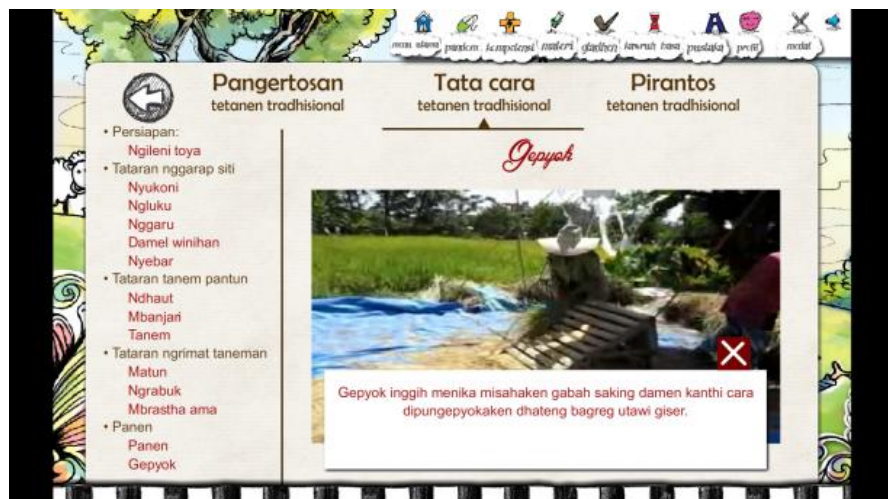 menu utama pandom kompetensi materi gladhen kawruh basa pustaka profil medal
Pangertosan
tetanen tradhisional
Tata cara
tetanen tradhisional
Pirantos
tetanen tradhisional
• Persiapan:
Ngileni toya
• Tataran nggarap siti
Nyukoni
Ngluku
Nggaru
Damel winihan
Nyebar
• Tataran tanem pantun
Ndhaut
Mbanjari
Tanem
• Tataran ngrimat taneman
Matun
Ngrabuk
Mbrastha ama
• Panen
Panen
Gepyok
Gepyok
Gepyok inggih menika misahaken gabah saking damen kanthi cara
dipungepyokaken dhateng bagreg utawi giser.